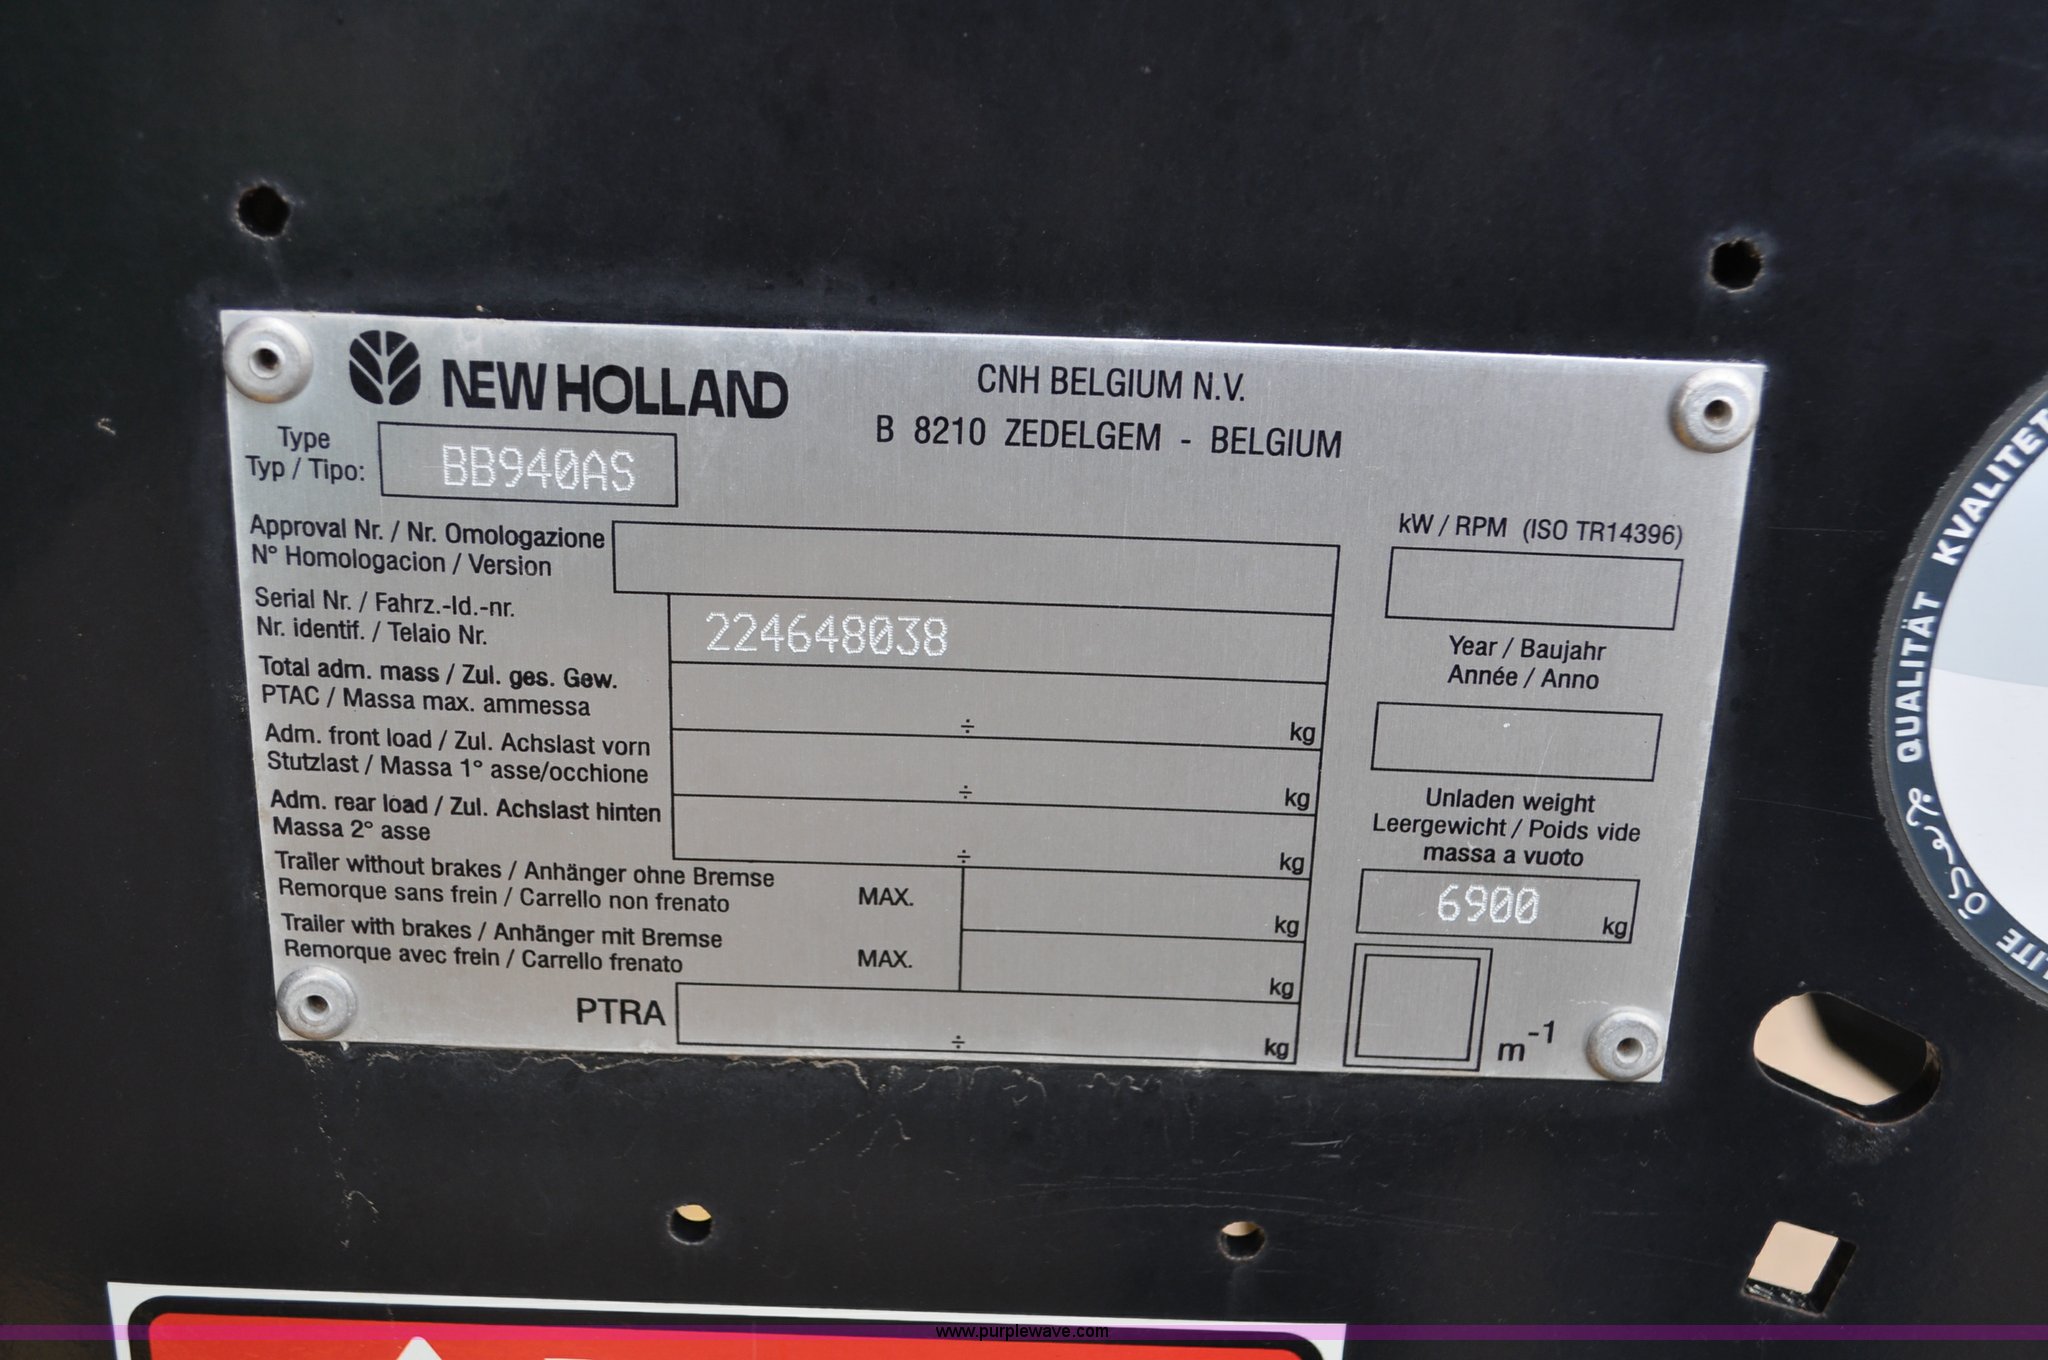 NEW HOLLAND
CNH BELGIUM N.V.
B 8210 ZEDELGEM - BELGIUM
Type
Typ / Tipo:
BB940AS
Approval Nr. / Nr. Omologazione
N° Homologacion / Version
kW / RPM (ISO TR14396)
Serial Nr. / Fahrz.-Id.-nr.
Nr. identif. / Telaio Nr.
224648038
Year / Baujahr
Année / Anno
Total adm. mass / Zul. ges. Gew.
PTAC / Massa max. ammessa
÷ kg
Adm. front load / Zul. Achslast vorn
Stutzlast / Massa 1° asse/occhione
÷ kg
Unladen weight
Leergewicht / Poids vide
massa a vuoto
6900 kg
Adm. rear load / Zul. Achslast hinten
Massa 2° asse
÷ kg
Trailer without brakes / Anhänger ohne Bremse
Remorque sans frein / Carrello non frenato
MAX. kg
Trailer with brakes / Anhänger mit Bremse
Remorque avec frein / Carrello frenato
MAX. kg
PTRA ÷ kg
m-1
QUALITÄT KVALITET
www.purplewave.com